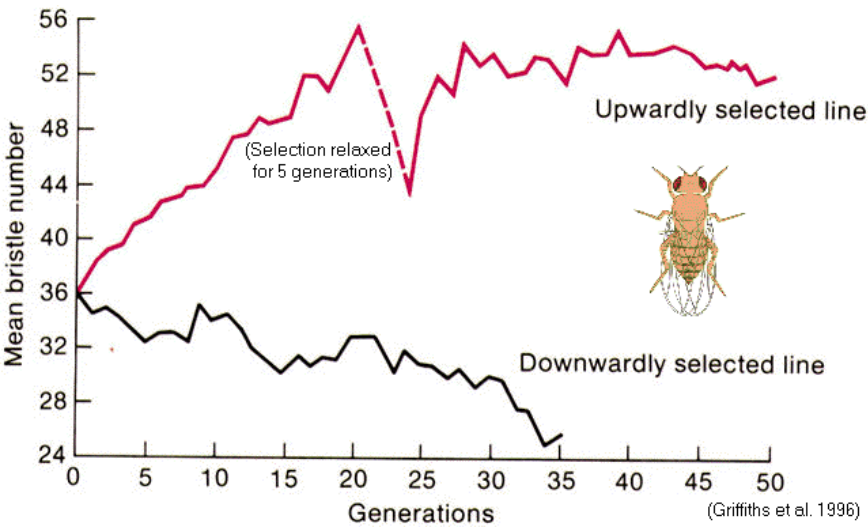 56
52
48
44
40
36
32
28
24
Mean bristle number
(Selection relaxed
for 5 generations)
Upwardly selected line
Downwardly selected line
0 5 10 15 20 25 30 35 40 45 50
Generations
(Griffiths et al. 1996)